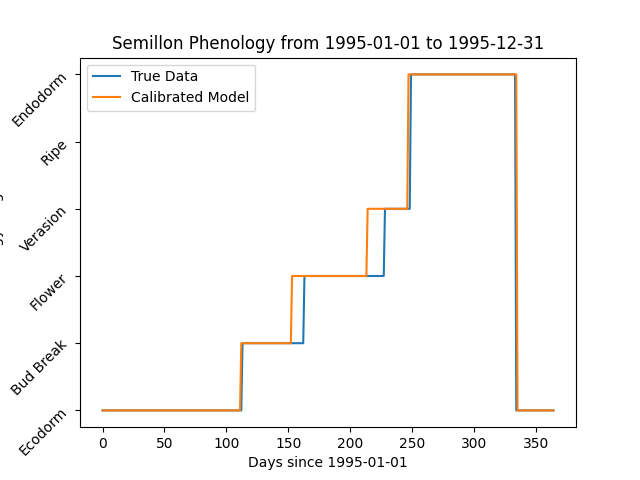 Semillon Phenology from 1995-01-01 to 1995-12-31
True Data
Calibrated Model
Endodorm
Ripe
Verasion
Flower
Bud Break
Ecodorm
0 50 100 150 200 250 300 350
Days since 1995-01-01